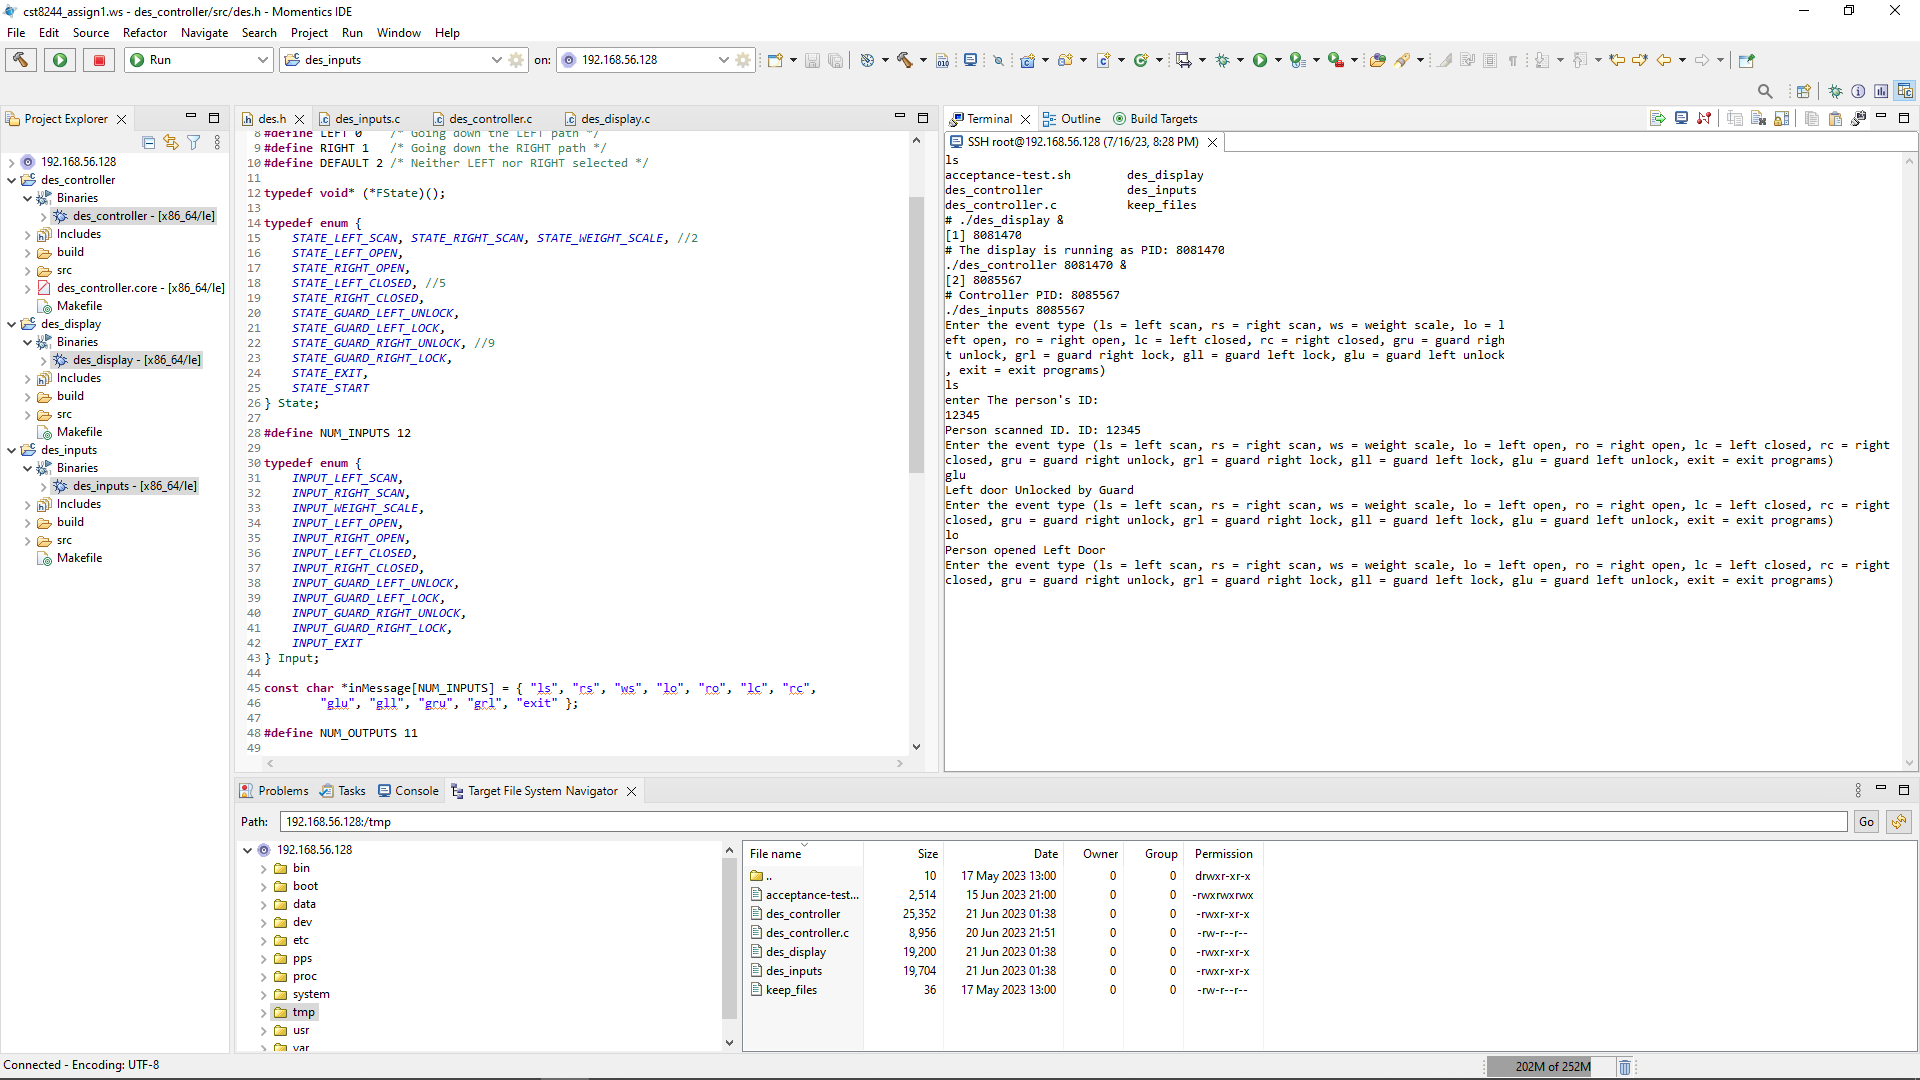 cst8244_assign1.ws - des_controller/src/des.h - Momentics IDE
File Edit Source Refactor Navigate Search Project Run Window Help
Run des_inputs on: 192.168.56.128
Project Explorer
192.168.56.128
des_controller
Binaries
des_controller - [x86_64/le]
Includes
build
src
des_controller.core - [x86_64/le]
Makefile
des_display
Binaries
des_display - [x86_64/le]
Includes
build
src
Makefile
des_inputs
Binaries
des_inputs - [x86_64/le]
Includes
build
src
Makefile
des.h des_inputs.c des_controller.c des_display.c
8 #define LEFT 0 /* Going down the LEFT path */
9 #define RIGHT 1 /* Going down the RIGHT path */
10 #define DEFAULT 2 /* Neither LEFT nor RIGHT selected */
11
12 typedef void* (*FState)();
13
14 typedef enum {
15 STATE_LEFT_SCAN, STATE_RIGHT_SCAN, STATE_WEIGHT_SCALE, //2
16 STATE_LEFT_OPEN,
17 STATE_RIGHT_OPEN,
18 STATE_LEFT_CLOSED, //5
19 STATE_RIGHT_CLOSED,
20 STATE_GUARD_LEFT_UNLOCK,
21 STATE_GUARD_LEFT_LOCK,
22 STATE_GUARD_RIGHT_UNLOCK, //9
23 STATE_GUARD_RIGHT_LOCK,
24 STATE_EXIT,
25 STATE_START
26 } State;
27
28 #define NUM_INPUTS 12
29
30 typedef enum {
31 INPUT_LEFT_SCAN,
32 INPUT_RIGHT_SCAN,
33 INPUT_WEIGHT_SCALE,
34 INPUT_LEFT_OPEN,
35 INPUT_RIGHT_OPEN,
36 INPUT_LEFT_CLOSED,
37 INPUT_RIGHT_CLOSED,
38 INPUT_GUARD_LEFT_UNLOCK,
39 INPUT_GUARD_LEFT_LOCK,
40 INPUT_GUARD_RIGHT_UNLOCK,
41 INPUT_GUARD_RIGHT_LOCK,
42 INPUT_EXIT
43 } Input;
44
45 const char *inMessage[NUM_INPUTS] = { "ls", "rs", "ws", "lo", "ro", "lc", "rc",
46 "glu", "gll", "gru", "grl", "exit" };
47
48 #define NUM_OUTPUTS 11
49
Terminal Outline Build Targets
SSH root@192.168.56.128 (7/16/23, 8:28 PM)
ls
acceptance-test.sh des_display
des_controller des_inputs
des_controller.c keep_files
# ./des_display &
[1] 8081470
# The display is running as PID: 8081470
./des_controller 8081470 &
[2] 8085567
# Controller PID: 8085567
./des_inputs 8085567
Enter the event type (ls = left scan, rs = right scan, ws = weight scale, lo = l
eft open, ro = right open, lc = left closed, rc = right closed, gru = guard righ
t unlock, grl = guard right lock, gll = guard left lock, glu = guard left unlock
, exit = exit programs)
ls
enter The person's ID:
12345
Person scanned ID. ID: 12345
Enter the event type (ls = left scan, rs = right scan, ws = weight scale, lo = left open, ro = right open, lc = left closed, rc = right
closed, gru = guard right unlock, grl = guard right lock, gll = guard left lock, glu = guard left unlock, exit = exit programs)
glu
Left door Unlocked by Guard
Enter the event type (ls = left scan, rs = right scan, ws = weight scale, lo = left open, ro = right open, lc = left closed, rc = right
closed, gru = guard right unlock, grl = guard right lock, gll = guard left lock, glu = guard left unlock, exit = exit programs)
lo
Person opened Left Door
Enter the event type (ls = left scan, rs = right scan, ws = weight scale, lo = left open, ro = right open, lc = left closed, rc = right
closed, gru = guard right unlock, grl = guard right lock, gll = guard left lock, glu = guard left unlock, exit = exit programs)
Problems Tasks Console Target File System Navigator
Path: 192.168.56.128:/tmp Go
192.168.56.128
bin
boot
data
dev
etc
pps
proc
system
tmp
usr
var
File name Size Date Owner Group Permission
.. 10 17 May 2023 13:00 0 0 drwxr-xr-x
acceptance-test... 2,514 15 Jun 2023 21:00 0 0 -rwxrwxrwx
des_controller 25,352 21 Jun 2023 01:38 0 0 -rwxr-xr-x
des_controller.c 8,956 20 Jun 2023 21:51 0 0 -rw-r--r--
des_display 19,200 21 Jun 2023 01:38 0 0 -rwxr-xr-x
des_inputs 19,704 21 Jun 2023 01:38 0 0 -rwxr-xr-x
keep_files 36 17 May 2023 13:00 0 0 -rw-r--r--
Connected - Encoding: UTF-8
202M of 252M